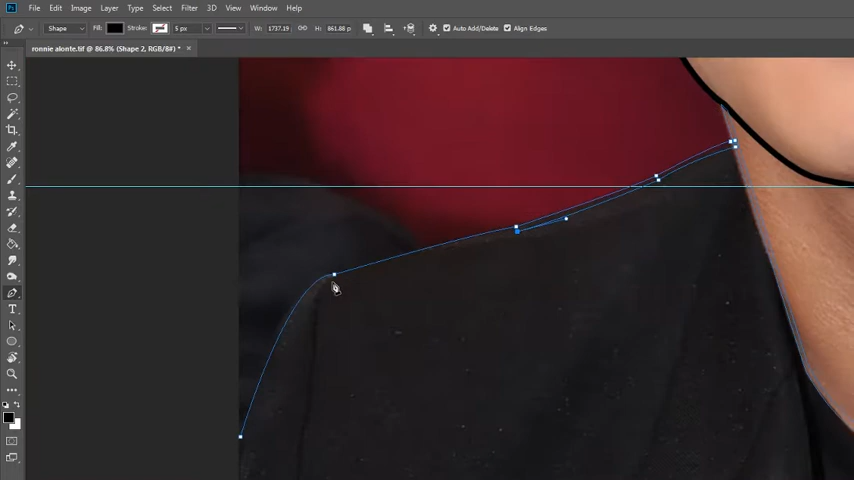 Ps File Edit Image Layer Type Select Filter 3D View Window Help
Shape Fill: Stroke: 5 px W: 1737.19 H: 861.88 p Auto Add/Delete Align Edges
ronnie alonte.tif @ 86.8% (Shape 2, RGB/8#) * ×
T